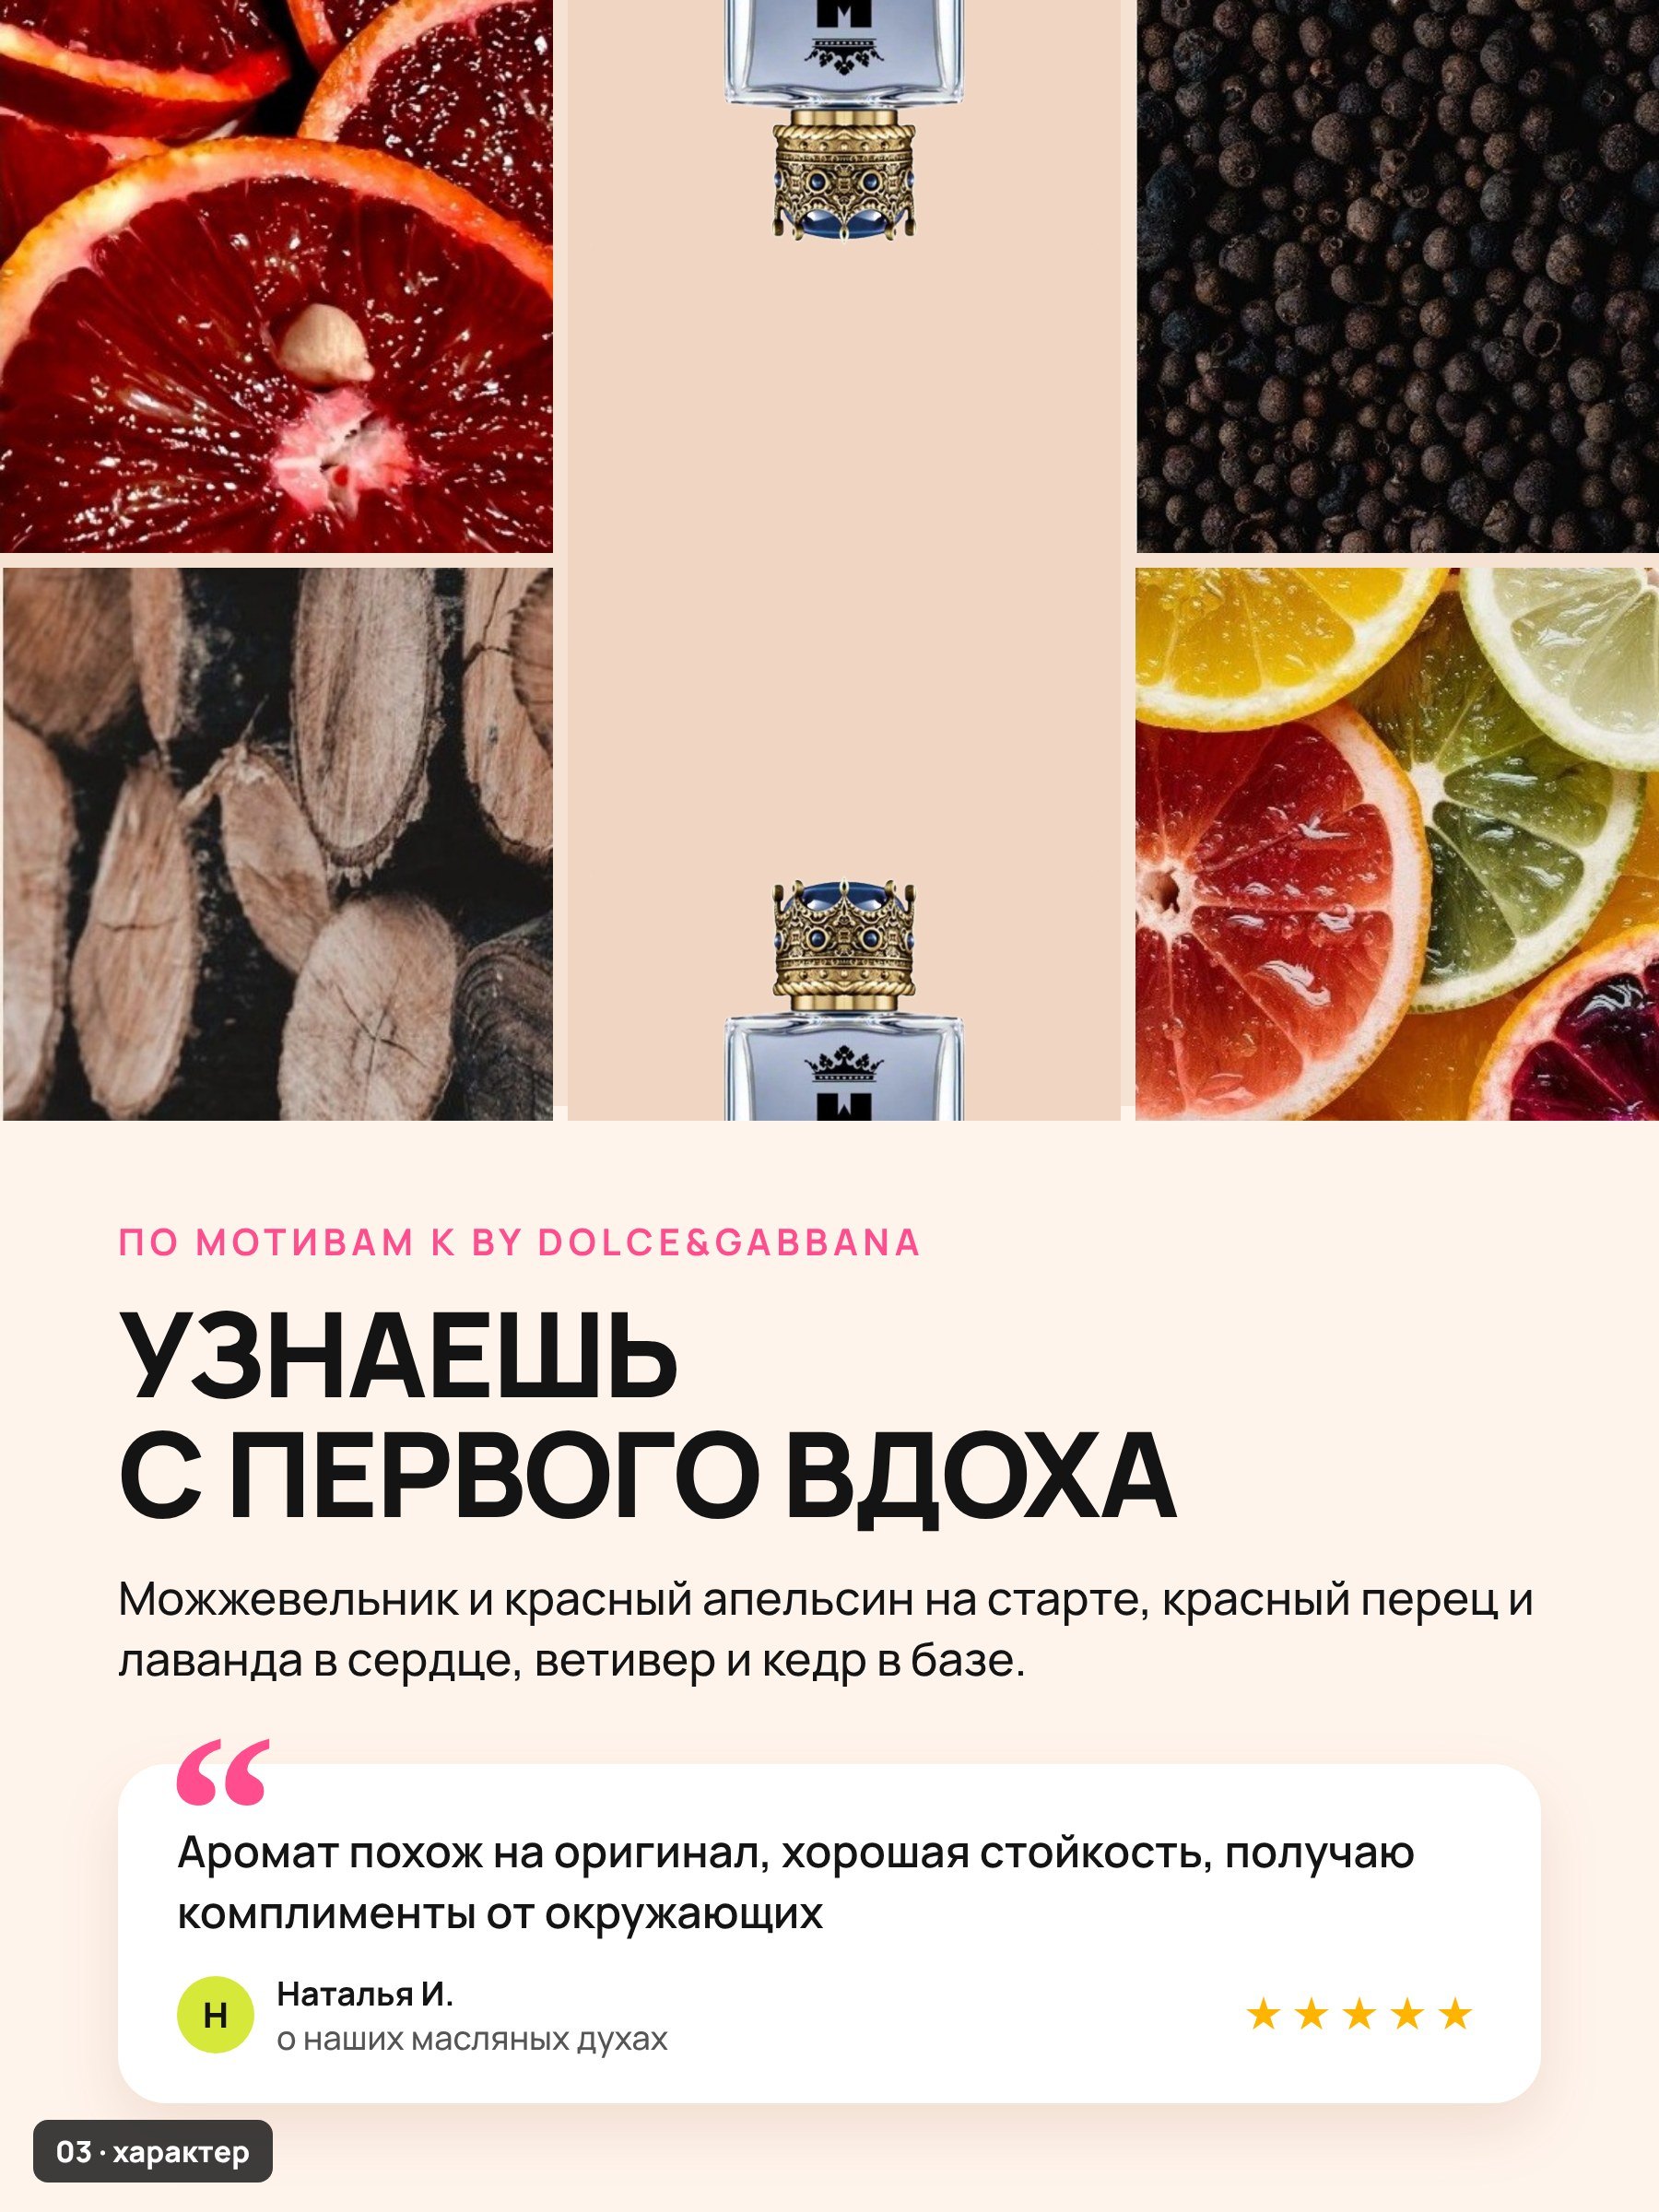 ПО МОТИВАМ K BY DOLCE&GABBANA
УЗНАЕШЬ
С ПЕРВОГО ВДОХА
Можжевельник и красный апельсин на старте, красный перец и
лаванда в сердце, ветивер и кедр в базе.
“
Аромат похож на оригинал, хорошая стойкость, получаю
комплименты от окружающих
Н
Наталья И.
о наших масляных духах
★★★★★
03 · характер